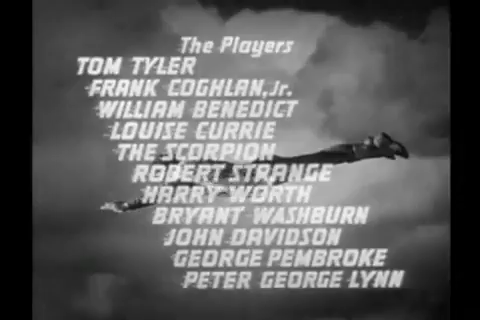 The Players
TOM TYLER
FRANK COGHLAN, Jr.
WILLIAM BENEDICT
LOUISE CURRIE
THE SCORPION
ROBERT STRANGE
HARRY WORTH
BRYANT WASHBURN
JOHN DAVIDSON
GEORGE PEMBROKE
PETER GEORGE LYNN